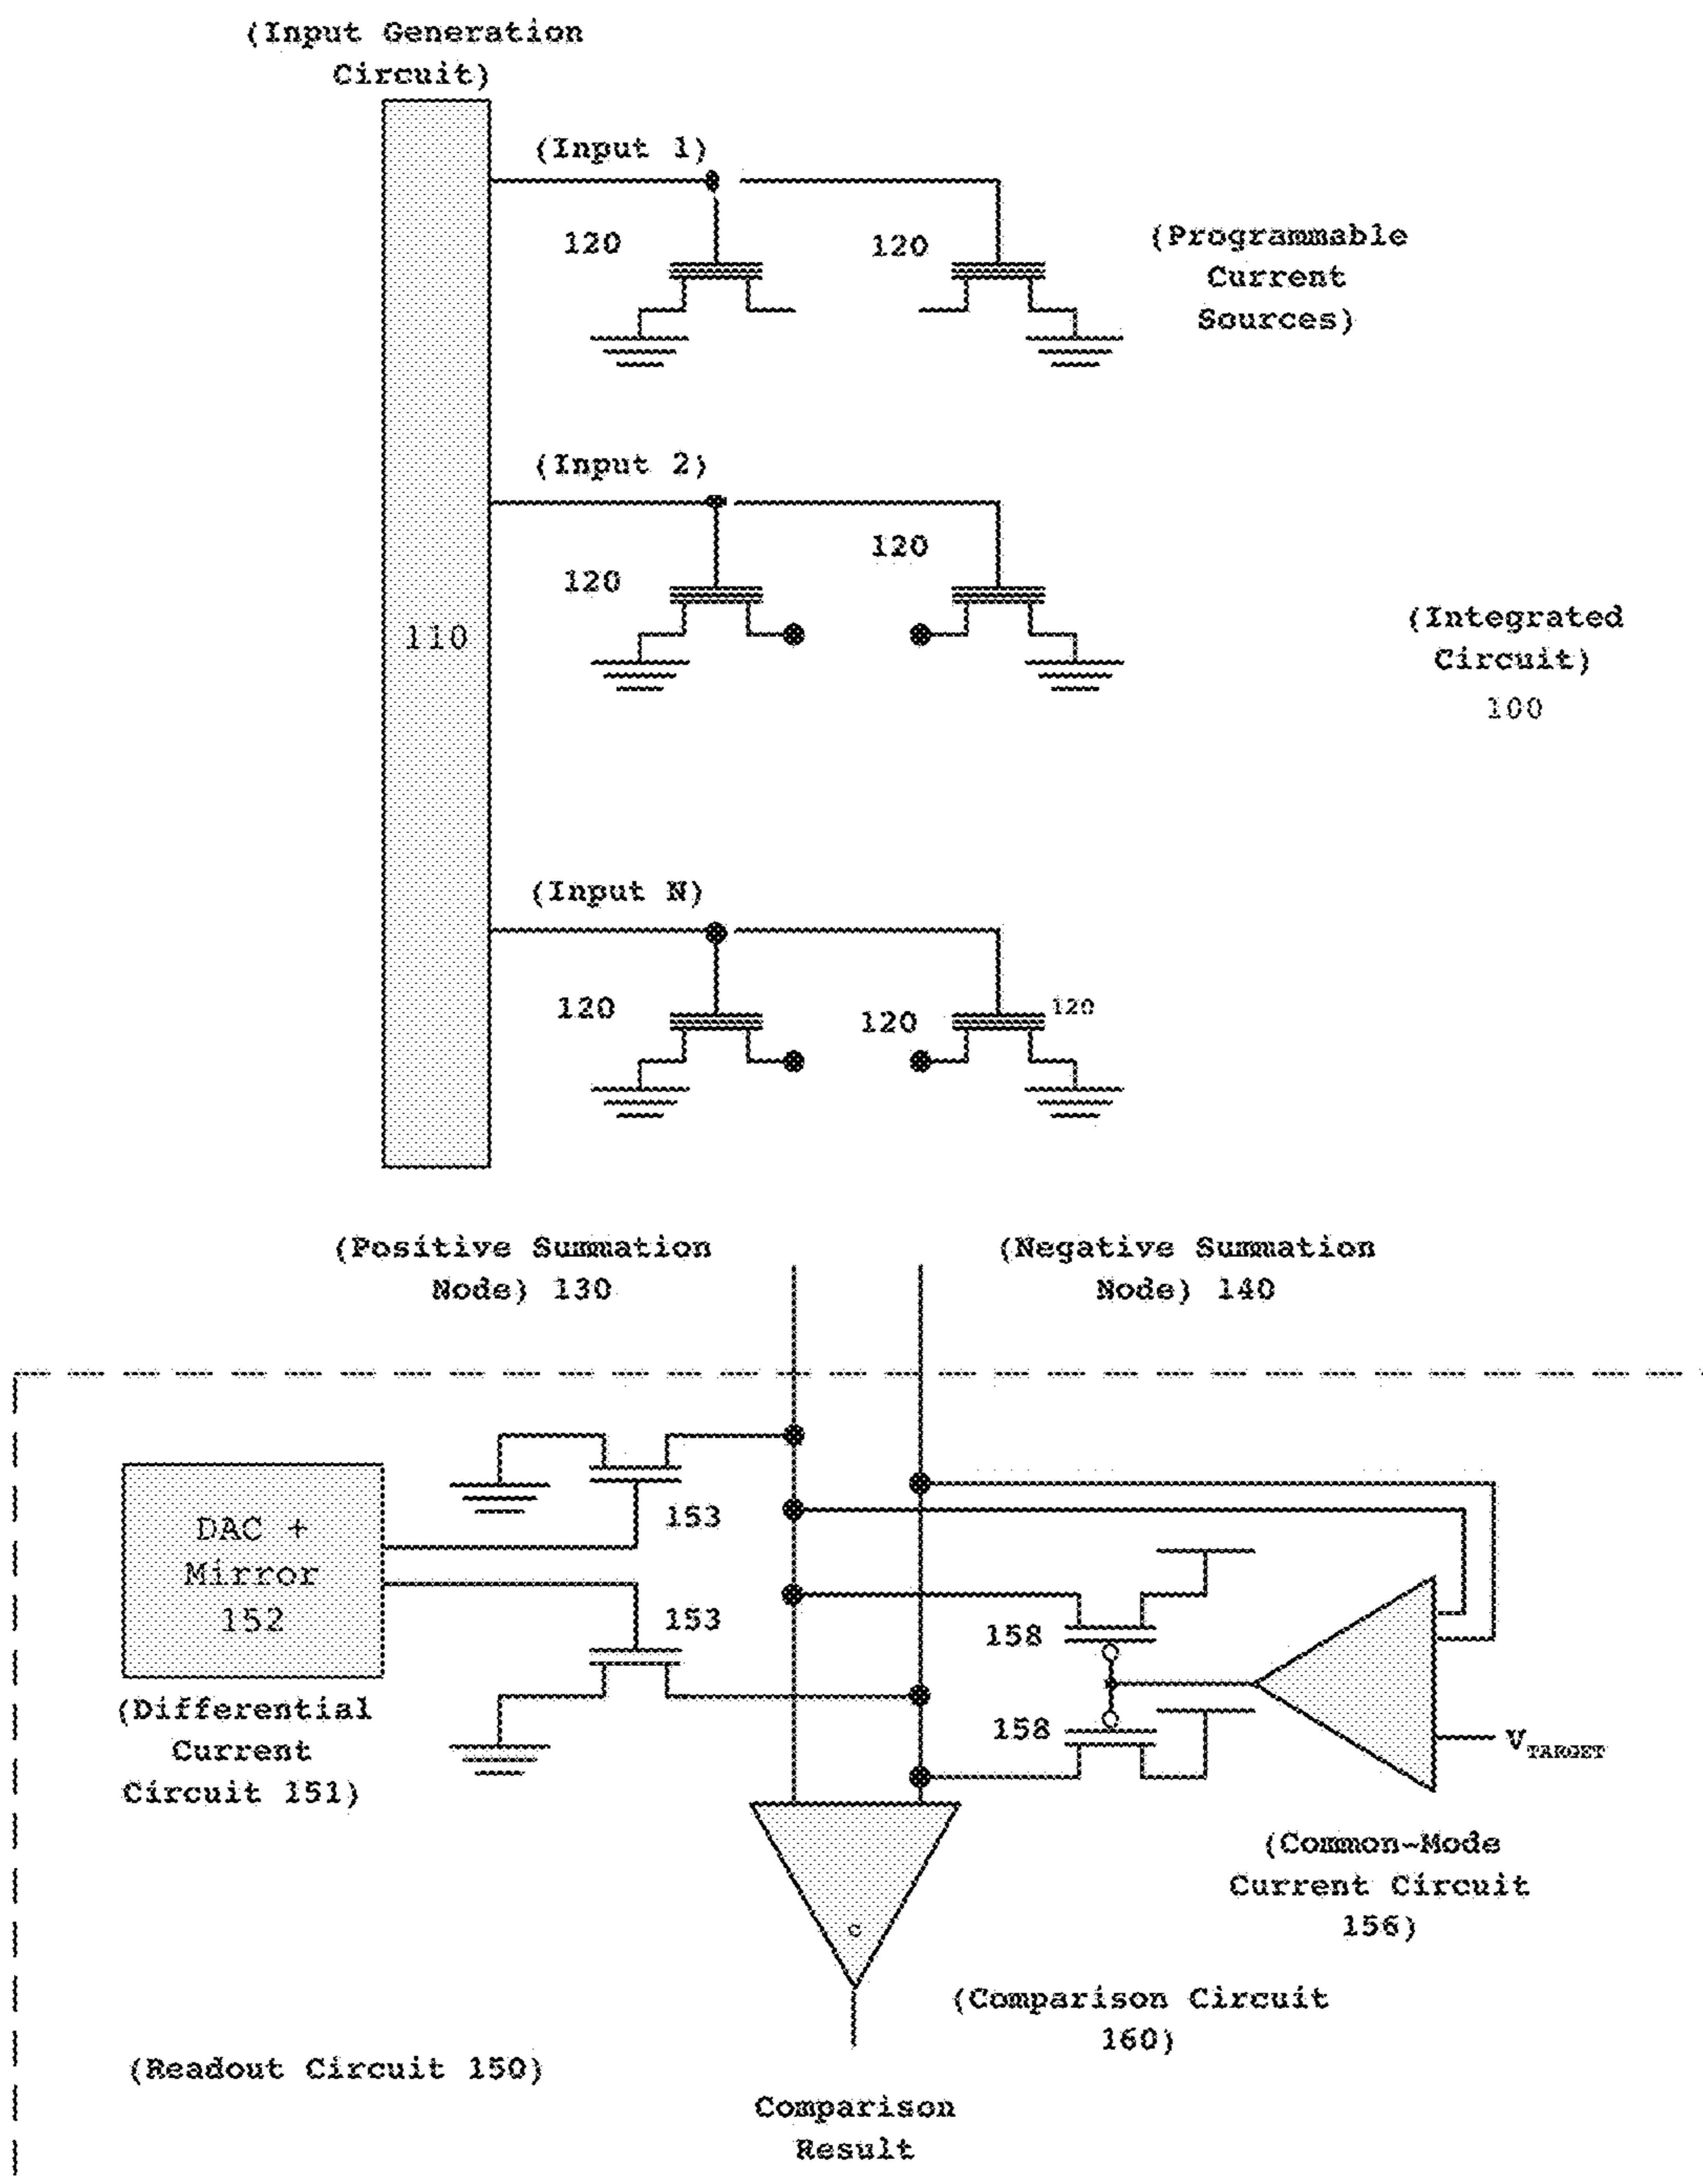 (Input Generation
Circuit)
(Input 1)
120
120
(Programmable
Current
Sources)
(Input 2)
120
120
110
(Integrated
Circuit)
100
(Input N)
120
120
120
(Positive Summation
Node) 130
(Negative Summation
Node) 140
DAC +
Mirror
152
153
153
158
158
(Differential
Current
Circuit 151)
VTARGET
(Common-Mode
Current Circuit
156)
c
(Comparison Circuit
160)
(Readout Circuit 150)
Comparison
Result